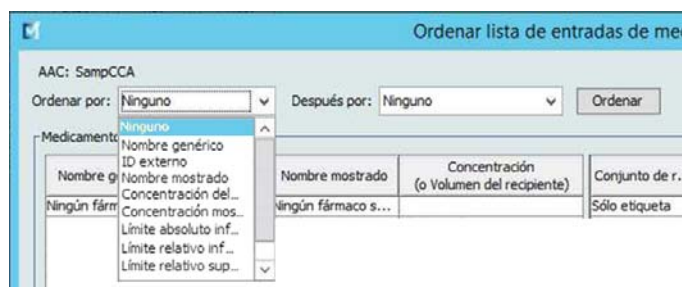 Ordenar lista de entradas de me
AAC: SampCCA
Ordenar por: Ninguno Después por: Ninguno Ordenar
Medicament
Ninguno
Nombre genérico
ID externo
Nombre mostrado
Concentración del...
Concentración mos...
Límite absoluto inf...
Límite relativo inf...
Límite relativo sup...
Nombre g Nombre mostrado Concentración
(o Volumen del recipiente) Conjunto de r...
Ningún fárm Ningún fármaco s... Sólo etiqueta